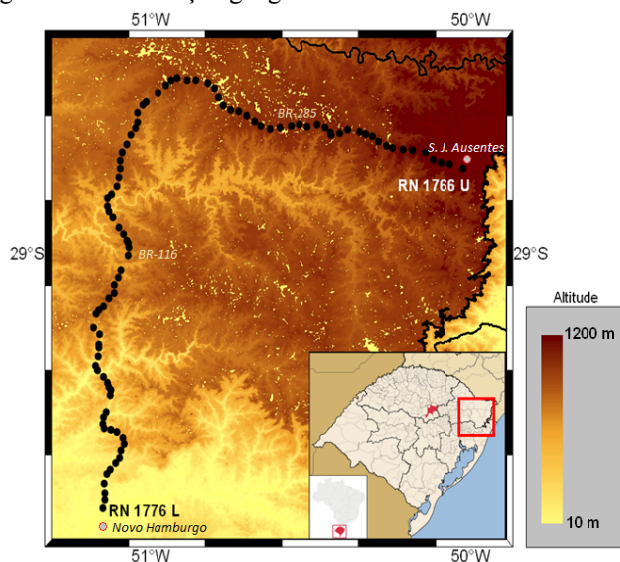 51°W
50°W
BR-285
S. J. Ausentes
RN 1766 U
29°S
BR-116
29°S
Altitude
1200 m
10 m
RN 1776 L
Novo Hamburgo
51°W
50°W